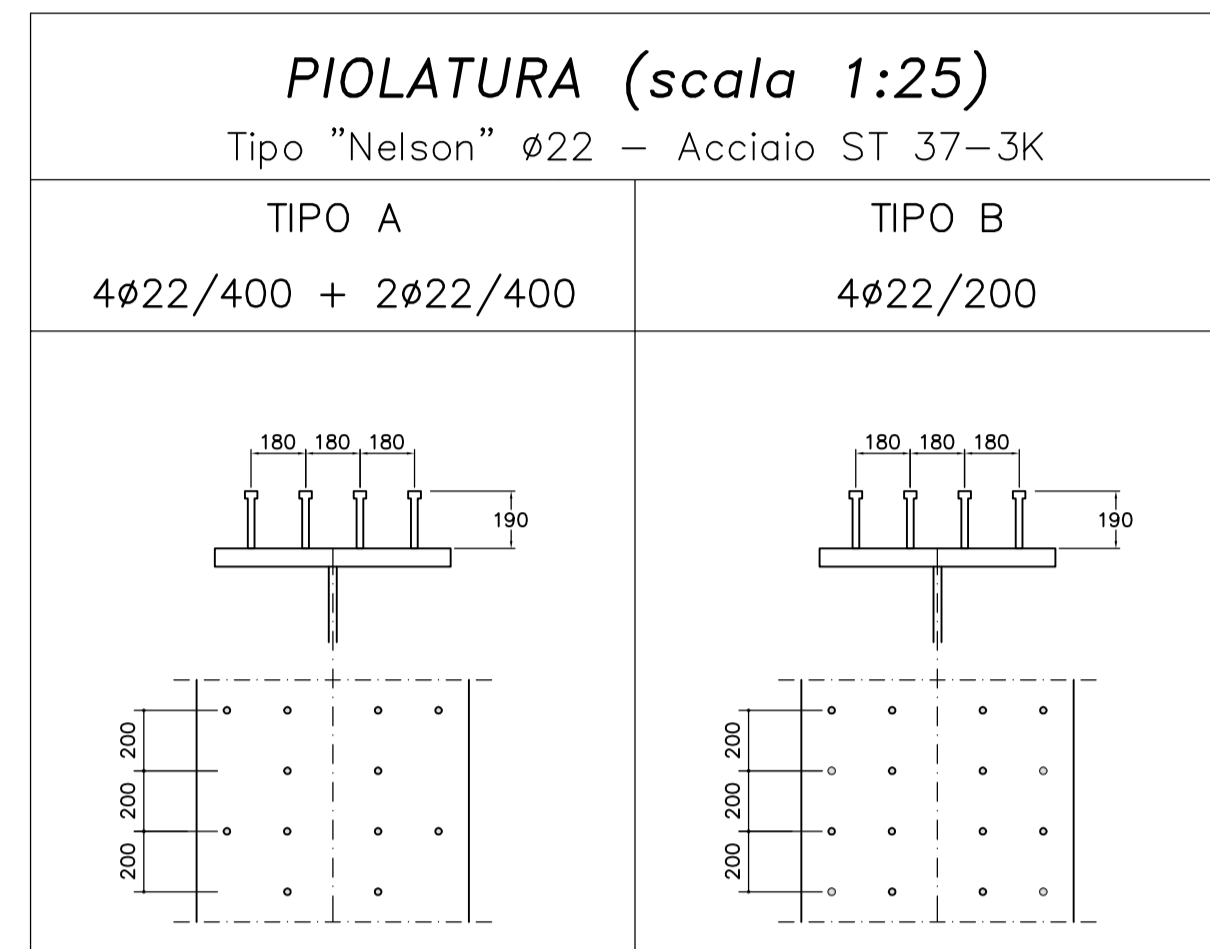 PIOLATURA (scala 1:25)
Tipo "Nelson" ø22 – Acciaio ST 37-3K
TIPO A
4ø22/400 + 2ø22/400
180 180 180
190
200
200
200
TIPO B
4ø22/200
180 180 180
190
200
200
200